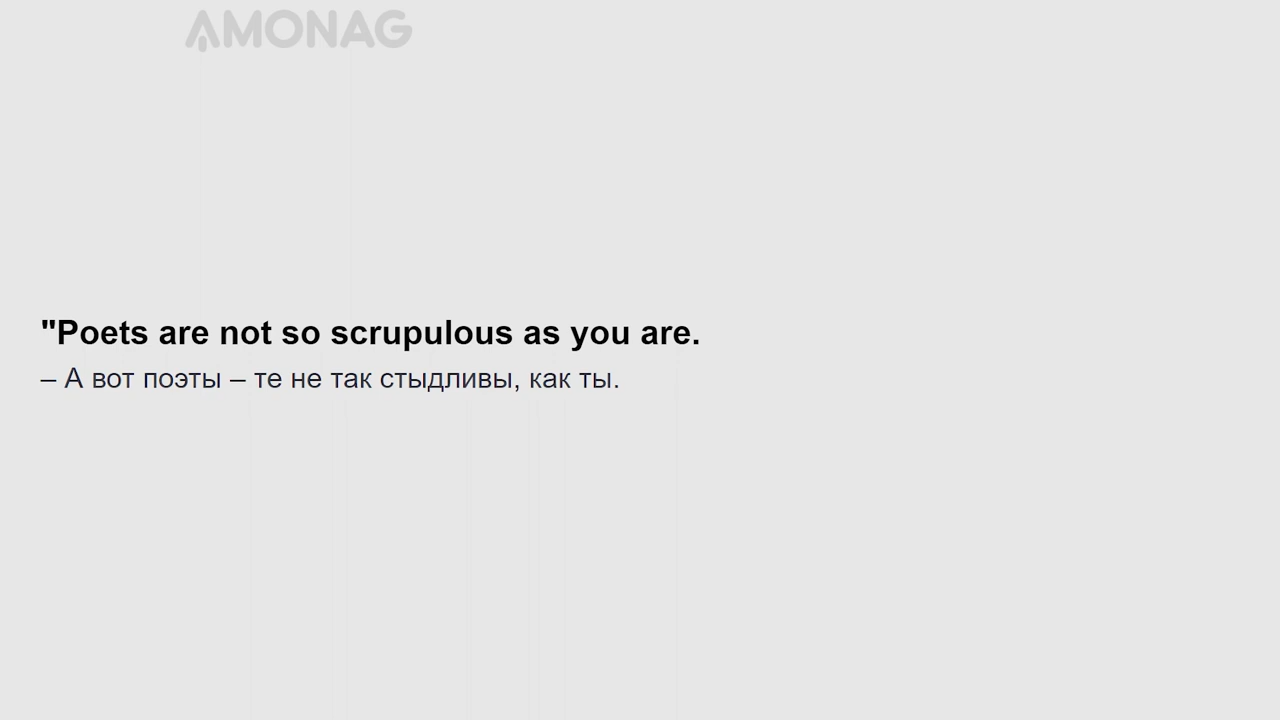 AMONAG
"Poets are not so scrupulous as you are.
– А вот поэты – те не так стыдливы, как ты.